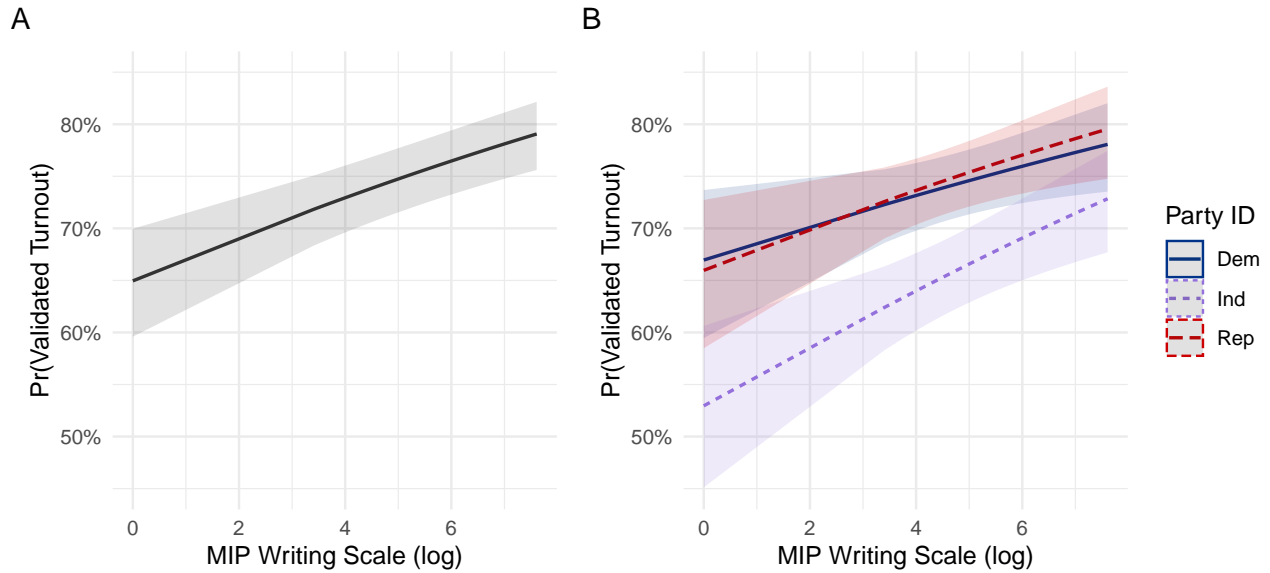 A
Pr(Validated Turnout)
80%
70%
60%
50%
0 2 4 6
MIP Writing Scale (log)
B
Pr(Validated Turnout)
80%
70%
60%
50%
0 2 4 6
MIP Writing Scale (log)
Party ID
Dem
Ind
Rep